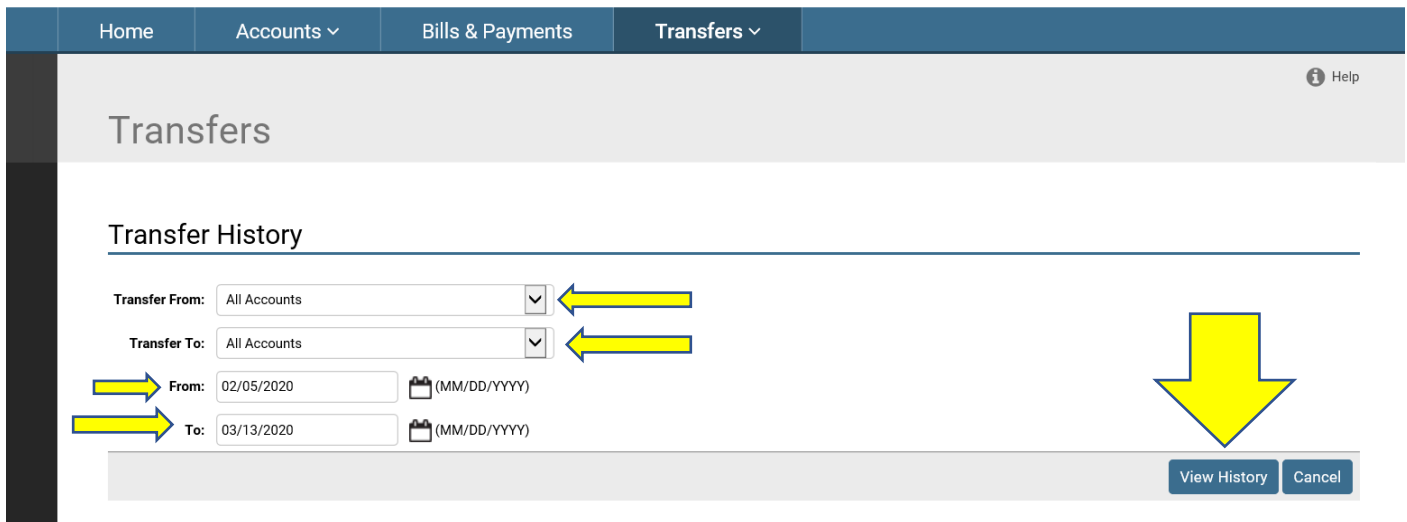 Home Accounts Bills & Payments Transfers
Help
Transfers
Transfer History
Transfer From: All Accounts
Transfer To: All Accounts
From: 02/05/2020 (MM/DD/YYYY)
To: 03/13/2020 (MM/DD/YYYY)
View History Cancel